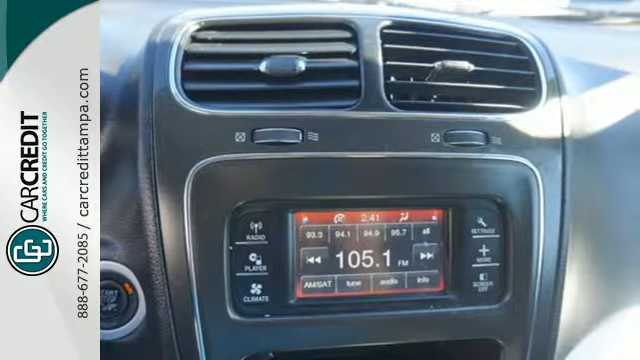 CARCREDIT
WHERE CARS AND CREDIT GO TOGETHER
888-677-2085 / carcredittampa.com
2:41
93.3 94.1 94.9 95.7 all
105.1 FM
AM/SAT tune audio info
RADIO
PLAYER
CLIMATE
SETTINGS
MORE
SCREEN OFF